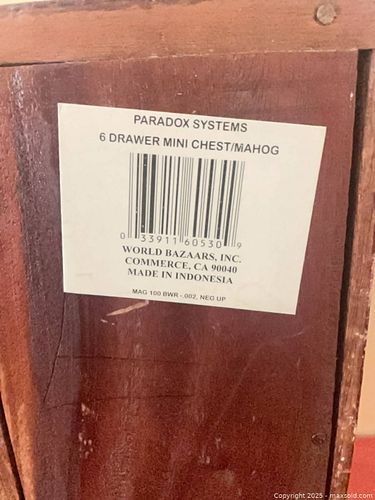 PARADOX SYSTEMS
6 DRAWER MINI CHEST/MAHOG
0 33911 60530 9
WORLD BAZAARS, INC.
COMMERCE, CA 90040
MADE IN INDONESIA
MAG 100 BWR -.002, NEG UP
Copyright © 2025 - maxsold.com